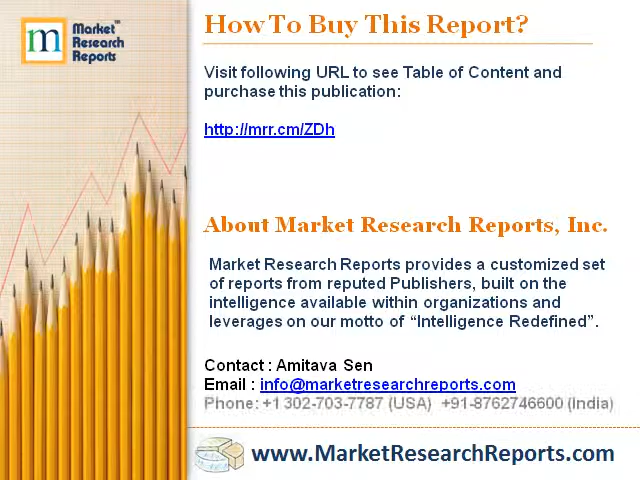 m
Market
Research
Reports
How To Buy This Report?
Visit following URL to see Table of Content and
purchase this publication:
http://mrr.cm/ZDh
About Market Research Reports, Inc.
Market Research Reports provides a customized set
of reports from reputed Publishers, built on the
intelligence available within organizations and
leverages on our motto of “Intelligence Redefined”.
Contact : Amitava Sen
Email : info@marketresearchreports.com
Phone: +1 302-703-7787 (USA)  +91-8762746600 (India)
www.MarketResearchReports.com